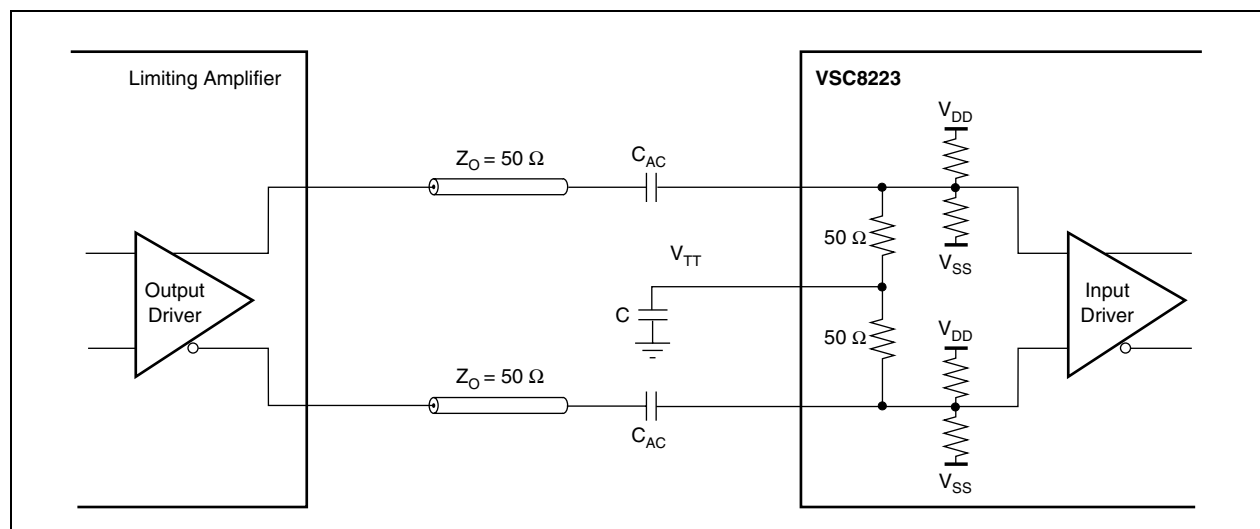 Limiting Amplifier
VSC8223
V_DD
Z_O = 50 Ω
C_AC
50 Ω
V_SS
V_TT
Output
Driver
Input
Driver
C
50 Ω
V_DD
Z_O = 50 Ω
C_AC
V_SS